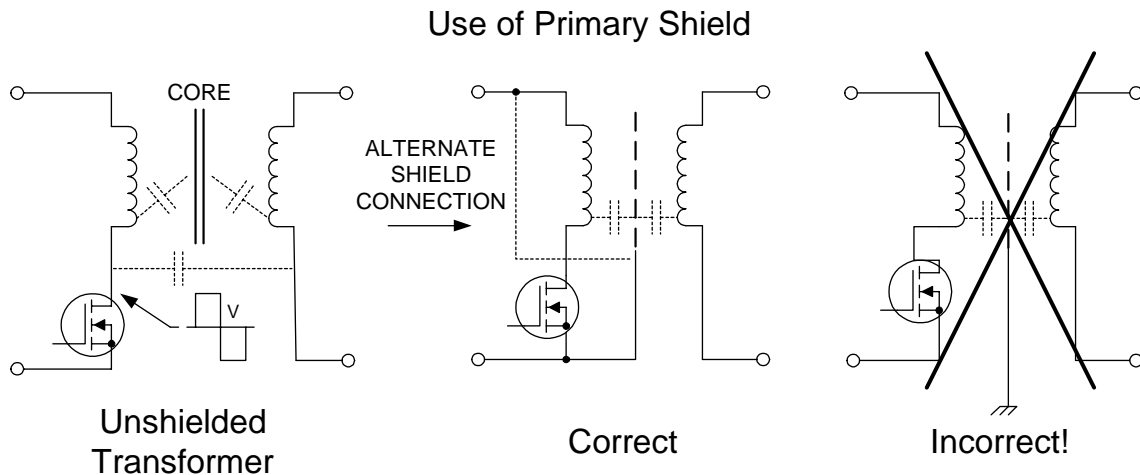 Use of Primary Shield
CORE
V
Unshielded
Transformer
ALTERNATE
SHIELD
CONNECTION
Correct
Incorrect!